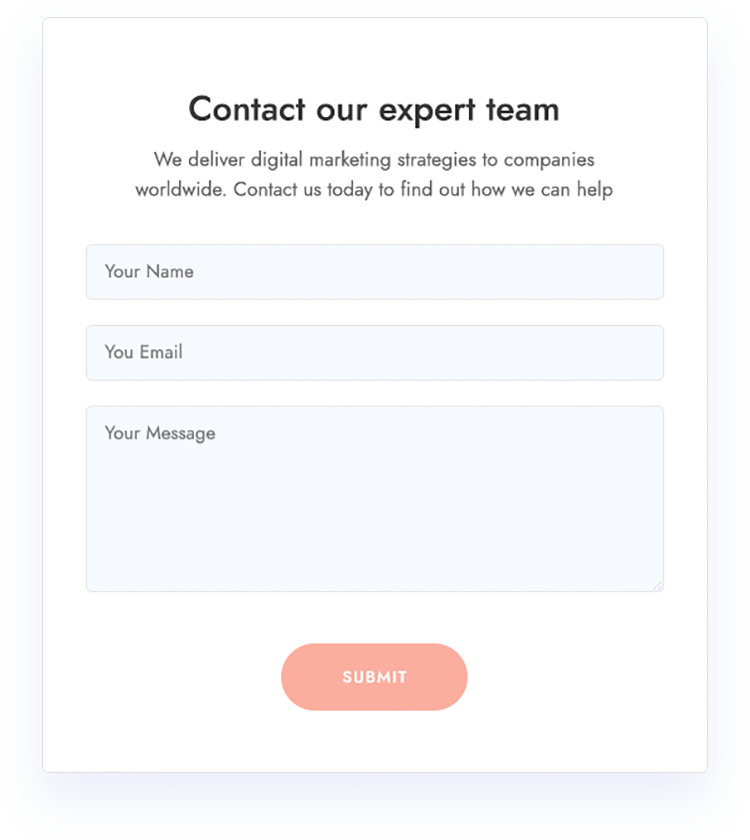 Contact our expert team
We deliver digital marketing strategies to companies
worldwide. Contact us today to find out how we can help
Your Name
You Email
Your Message
SUBMIT